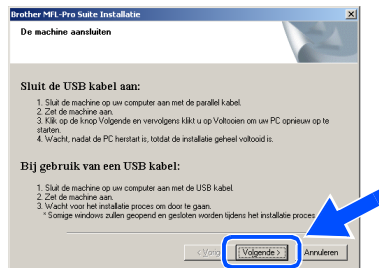 Brother MFL-Pro Suite Installatie
De machine aansluiten
Sluit de USB kabel aan:
1. Sluit de machine op uw computer aan met de parallel kabel.
2. Zet de machine aan.
3. Klik op de knop Volgende en vervolgens klikt u op Voltooien om uw PC opnieuw op te
starten.
4. Wacht, nadat de PC herstart is, totdat de installatie geheel voltooid is.
Bij gebruik van een USB kabel:
1. Sluit de machine op uw computer aan met de USB kabel.
2. Zet de machine aan.
3. Wacht voor het installatie proces om door te gaan.
* Somige windows zullen geopend en gesloten worden tijdens het installatie proces
Volgende > Annuleren